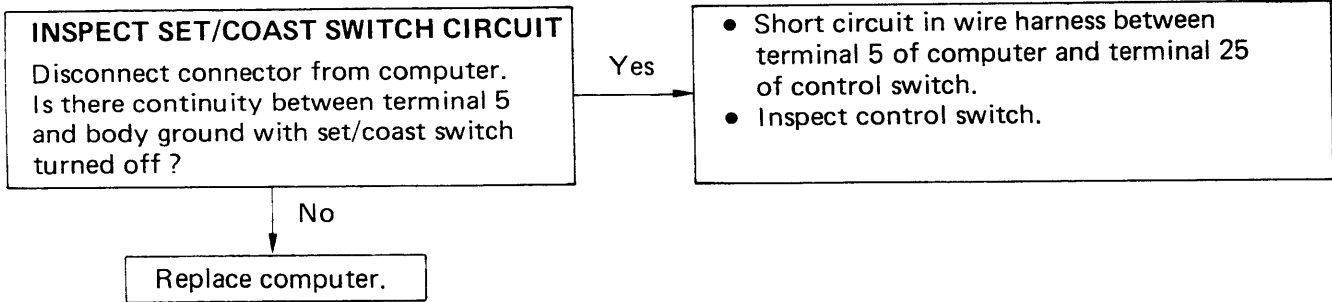 INSPECT SET/COAST SWITCH CIRCUIT
Disconnect connector from computer.
Is there continuity between terminal 5
and body ground with set/coast switch
turned off ?
Yes
● Short circuit in wire harness between
terminal 5 of computer and terminal 25
of control switch.
● Inspect control switch.
No
Replace computer.